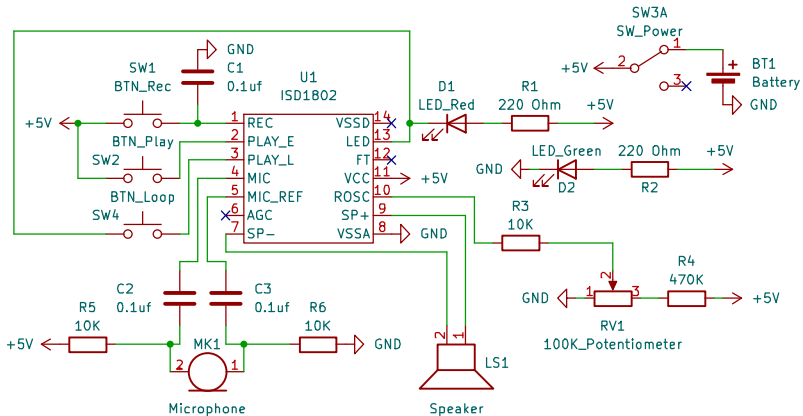 SW3A
SW_Power
1
+5V
2
3
BT1
Battery
GND
GND
SW1
BTN_Rec
C1
0.1uf
U1
ISD1802
+5V
BTN_Play
SW2
BTN_Loop
SW4
1 REC VSSD 14
2 PLAY_E LED 13
3 PLAY_L FT 12
4 MIC VCC 11 +5V
5 MIC_REF ROSC 10
6 AGC SP+ 9
7 SP- VSSA 8 GND
D1
LED_Red
R1
220 Ohm
+5V
GND
LED_Green
D2
220 Ohm
R2
+5V
R3
10K
R4
470K
GND
1
2
3
+5V
RV1
100K_Potentiometer
C2
0.1uf
C3
0.1uf
R5
10K
+5V
2
MK1
1
Microphone
R6
10K
GND
2
1
LS1
Speaker